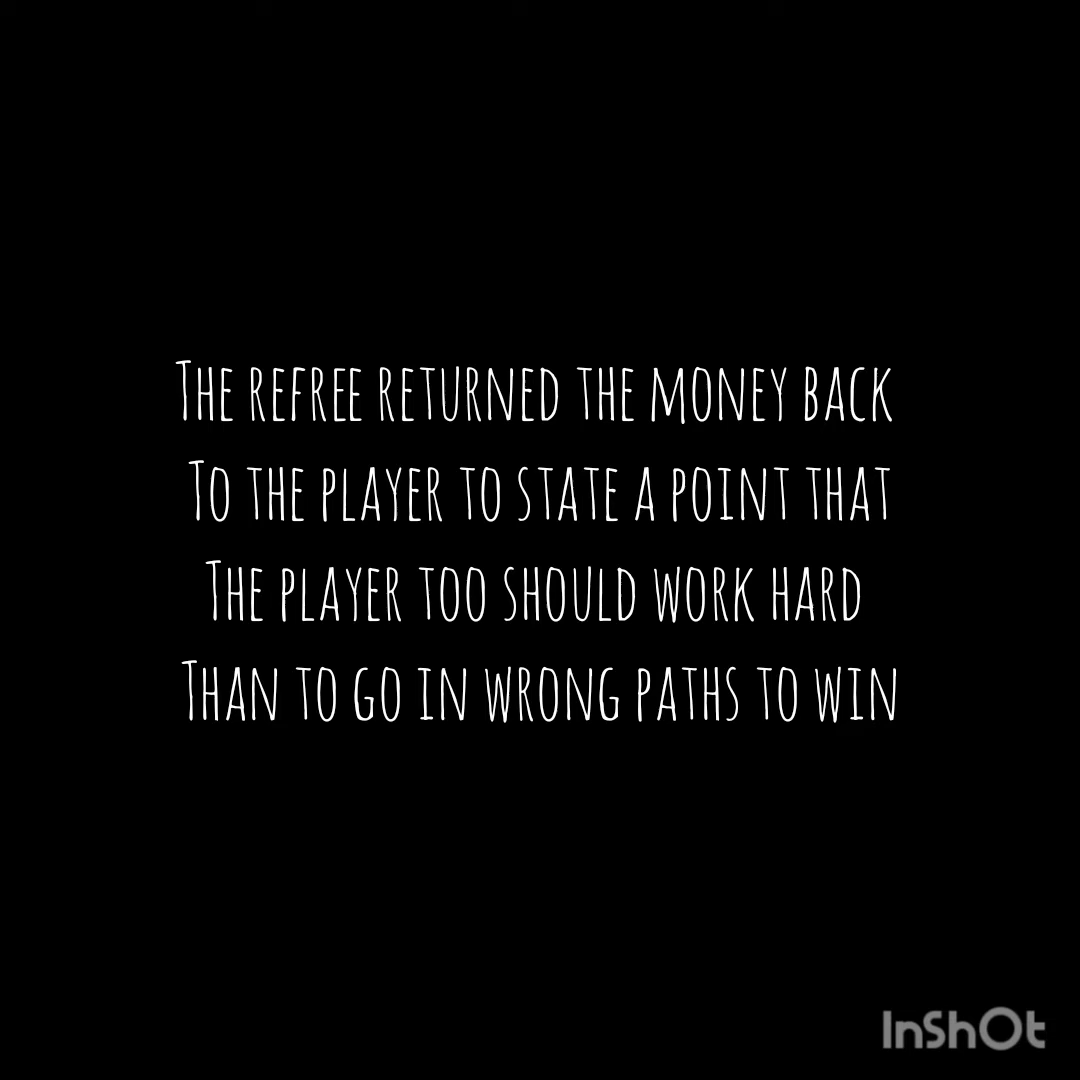 The refree returned the money back
To the player to state a point that
The player too should work hard
Than to go in wrong paths to win
InShOt